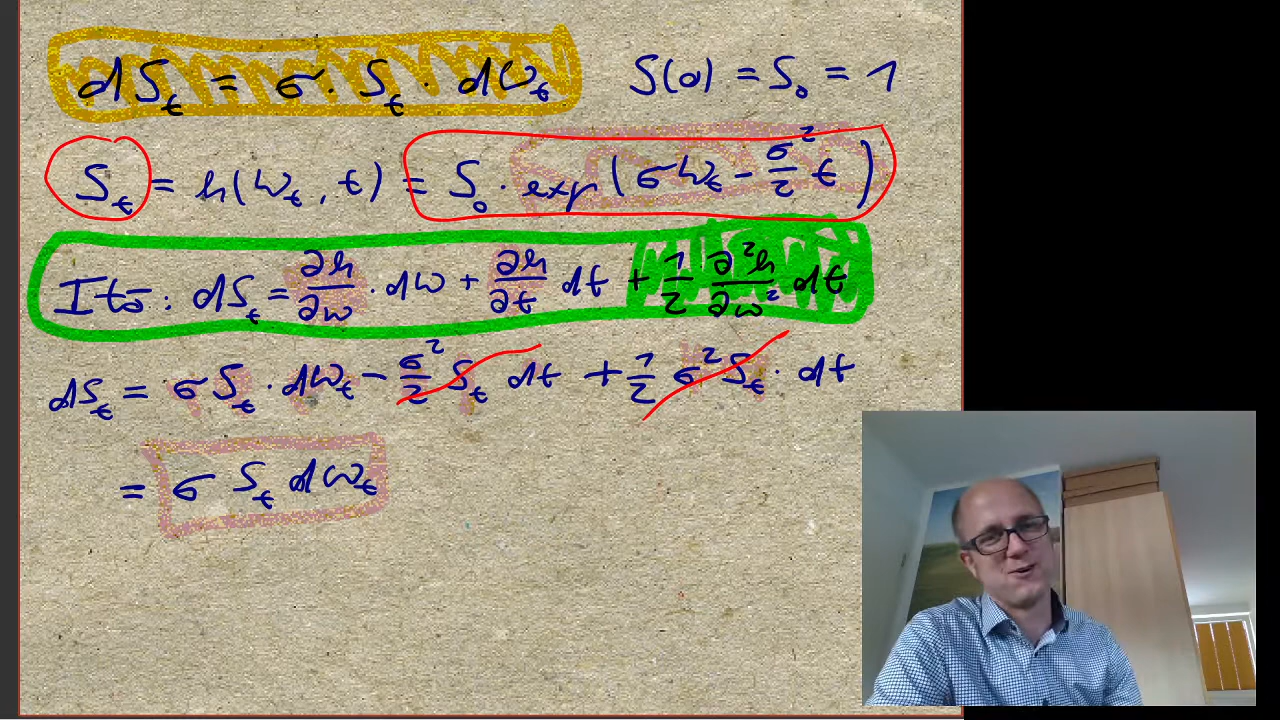 dS_t = σ · S_t · dW_t S(0) = S_0 = 1
S_t = h(W_t, t) = S_0 · exp(σW_t - σ²/2 t)
Ito: dS_t = ∂h/∂w · dW + ∂h/∂t dt + 1/2 ∂²h/∂w² dt
dS_t = σ S_t · dW_t - σ²/2 S_t dt + 1/2 σ² S_t · dt
= σ S_t dW_t